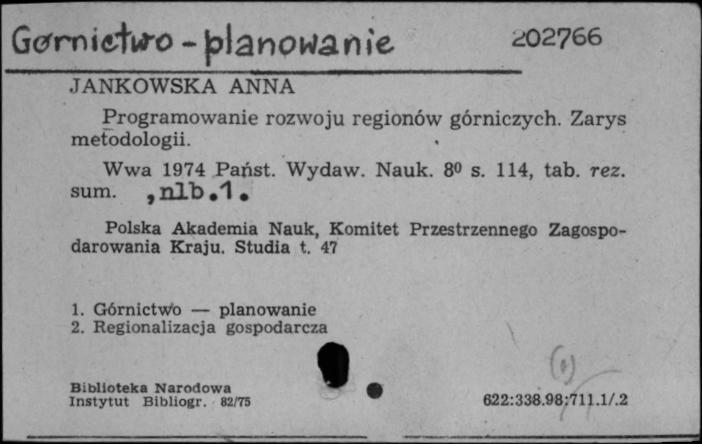 Górnictwo - planowanie 202766
JANKOWSKA ANNA
Programowanie rozwoju regionów górniczych. Zarys
metodologii.
Wwa 1974 Państ. Wydaw. Nauk. 8⁰ s. 114, tab. rez.
sum. , nlb. 1.
Polska Akademia Nauk, Komitet Przestrzennego Zagospo-
darowania Kraju. Studia t. 47
1. Górnictwo — planowanie
2. Regionalizacja gospodarcza
Biblioteka Narodowa
Instytut Bibliogr. 82/75
622:338.98:711.1/.2